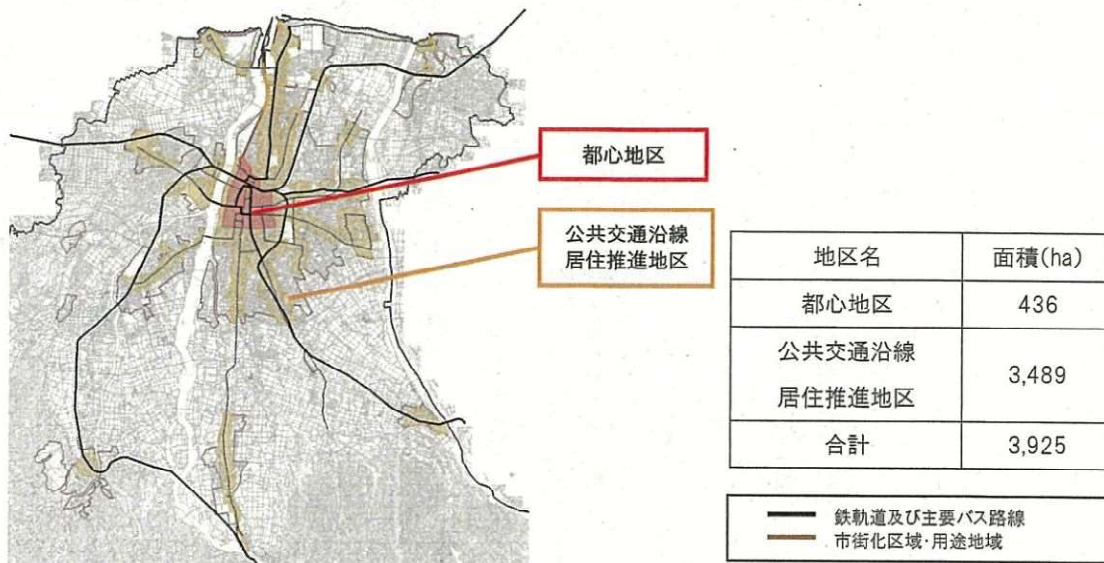 都心地区
公共交通沿線
居住推進地区
地区名 面積(ha)
都心地区 436
公共交通沿線
居住推進地区 3,489
合計 3,925
鉄軌道及び主要バス路線
市街化区域・用途地域